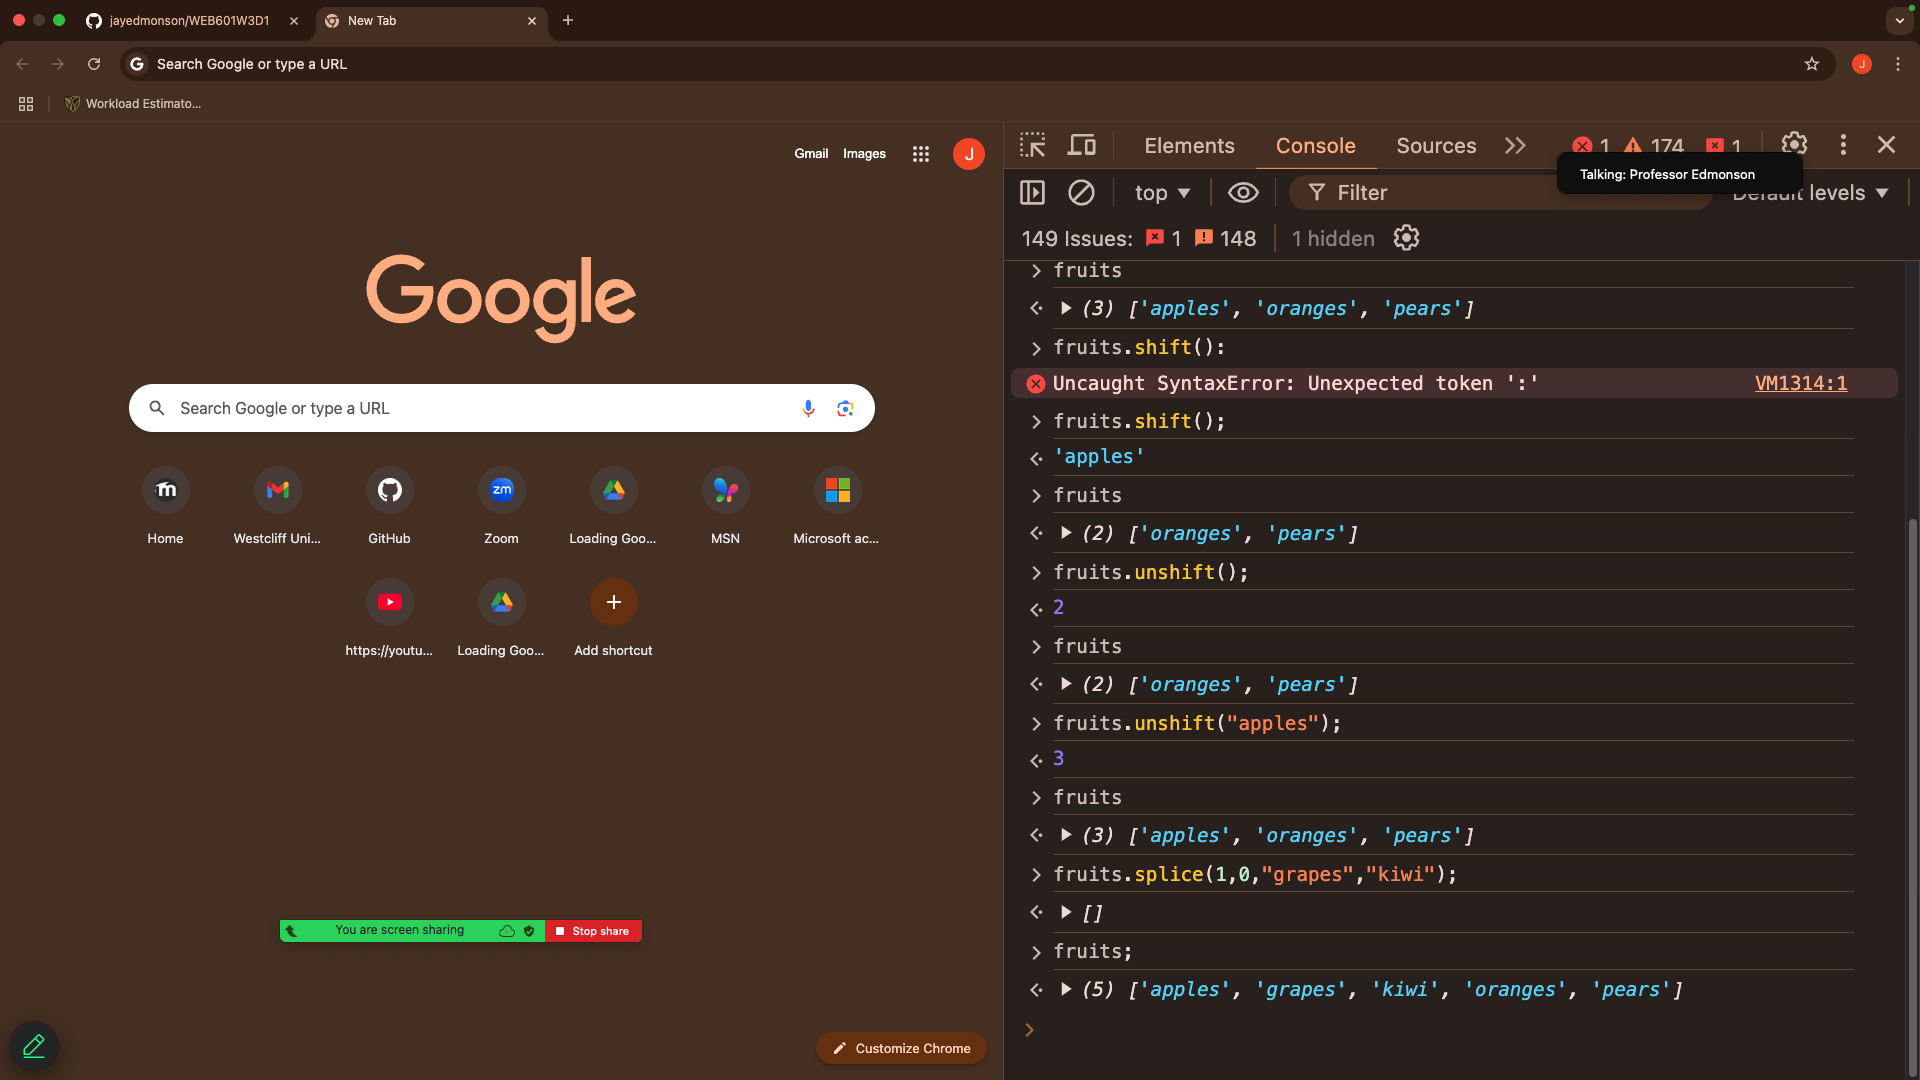 jayedmonson/WEB601W3D1
New Tab
Search Google or type a URL
J
Workload Estimato...
Gmail
Images
J
Google
Search Google or type a URL
Home
Westcliff Uni...
GitHub
zm
Zoom
Loading Goo...
MSN
Microsoft ac...
https://youtu...
Loading Goo...
Add shortcut
You are screen sharing
Stop share
Customize Chrome
Elements
Console
Sources
1
174
1
Talking: Professor Edmonson
top
Filter
Default levels
149 Issues: 1 148
1 hidden
fruits
(3) ['apples', 'oranges', 'pears']
fruits.shift():
Uncaught SyntaxError: Unexpected token ':' VM1314:1
fruits.shift();
'apples'
fruits
(2) ['oranges', 'pears']
fruits.unshift();
2
fruits
(2) ['oranges', 'pears']
fruits.unshift("apples");
3
fruits
(3) ['apples', 'oranges', 'pears']
fruits.splice(1,0,"grapes","kiwi");
[]
fruits;
(5) ['apples', 'grapes', 'kiwi', 'oranges', 'pears']